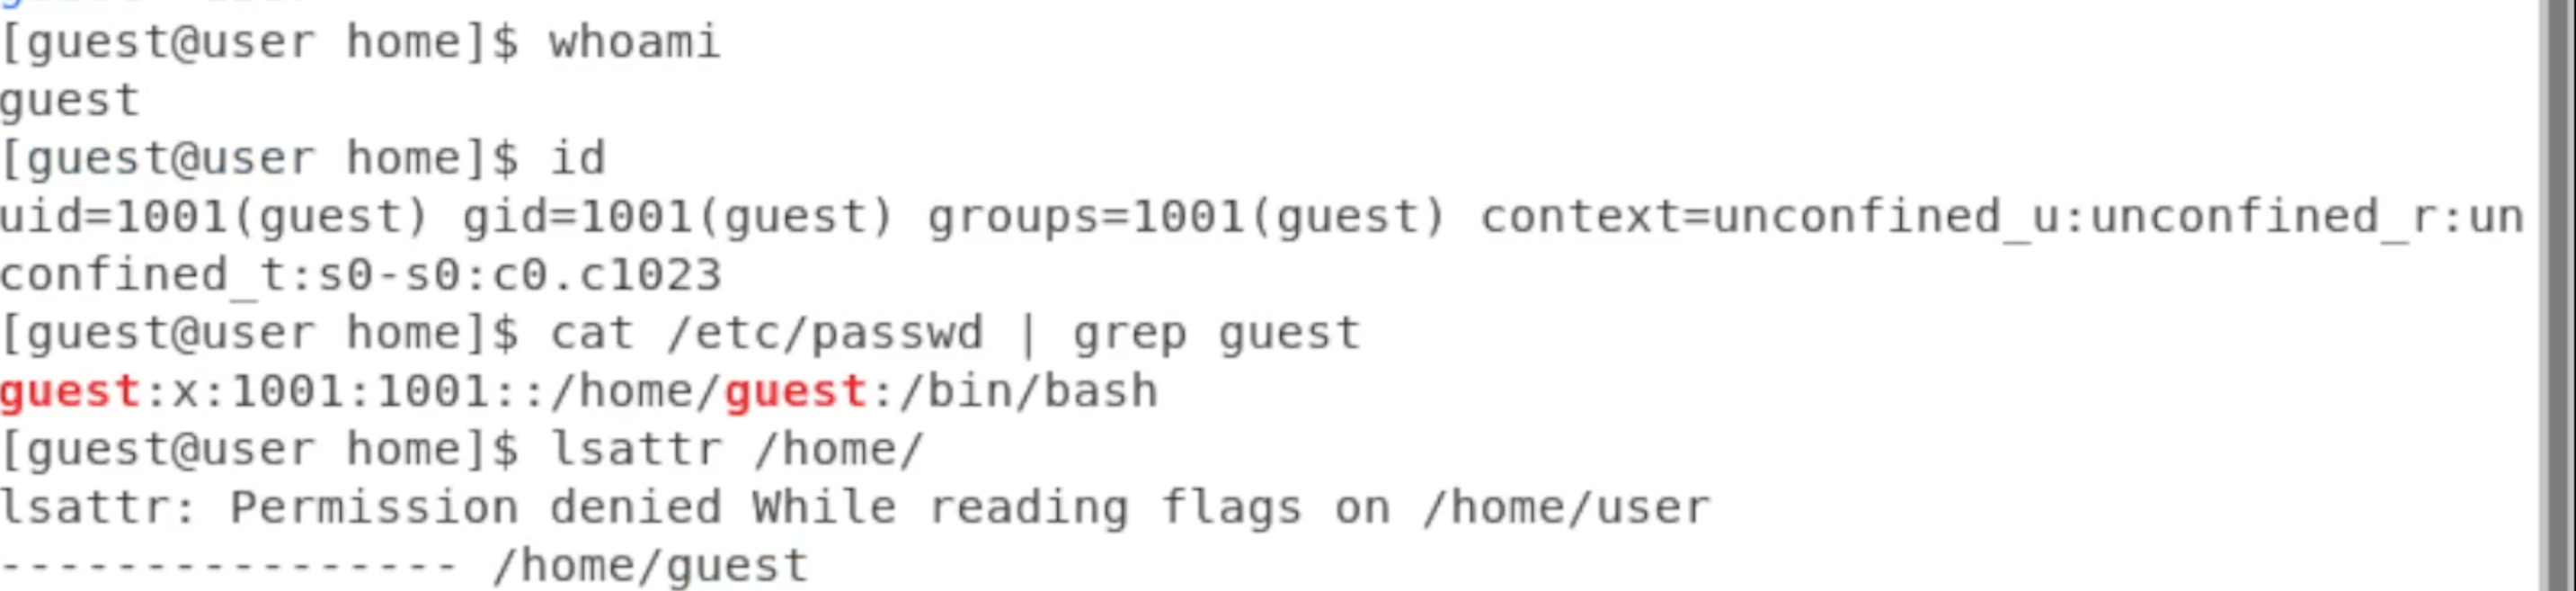 [guest@user home]$ whoami
guest
[guest@user home]$ id
uid=1001(guest) gid=1001(guest) groups=1001(guest) context=unconfined_u:unconfined_r:un
confined_t:s0-s0:c0.c1023
[guest@user home]$ cat /etc/passwd | grep guest
guest:x:1001:1001::/home/guest:/bin/bash
[guest@user home]$ lsattr /home/
lsattr: Permission denied While reading flags on /home/user
---------------- /home/guest